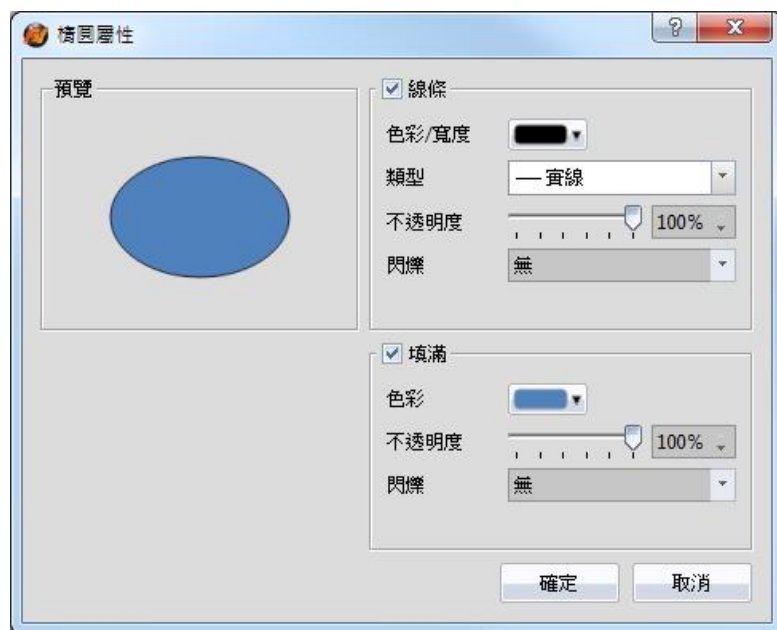 橢圓屬性
預覽
線條
色彩/寬度
類型
實線
不透明度
100%
閃爍
無
填滿
色彩
不透明度
100%
閃爍
無
確定
取消